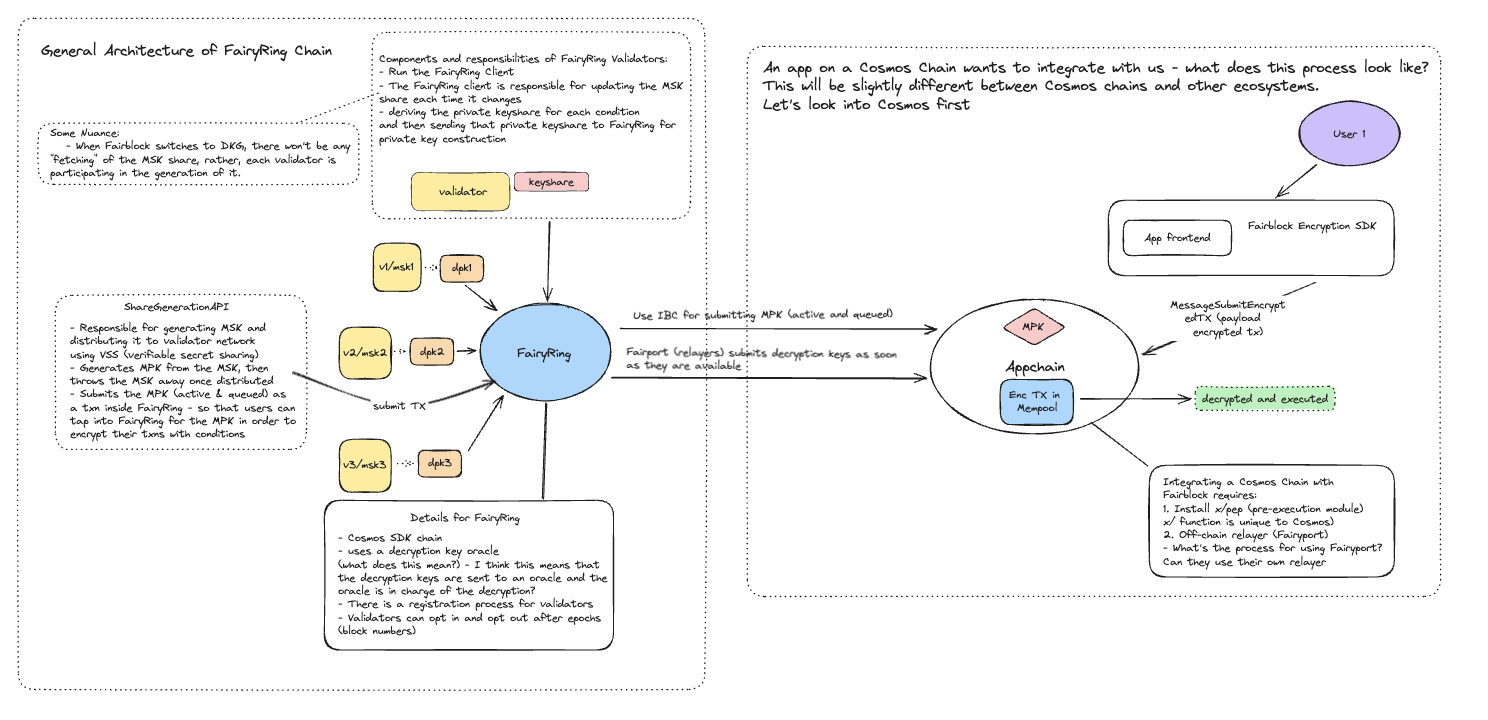 General Architecture of FairyRing Chain
Components and responsibilities of FairyRing Validators:
- Run the FairyRing Client
- The FairyRing client is responsible for updating the MSK
share each time it changes
- deriving the private keyshare for each condition
and then sending that private keyshare to FairyRing for
private key construction
validator
keyshare
Some Nuance:
- When Fairblock switches to DKG, there won't be any
"fetching" of the MSK share, rather, each validator is
participating in the generation of it.
v1/msk1
dpk1
v2/msk2
dpk2
v3/msk3
dpk3
ShareGenerationAPI
- Responsible for generating MSK and
distributing it to validator network
using VSS (verifiable secret sharing)
- Generates MPK from the MSK, then
throws the MSK away once distributed
- Submits the MPK (active & queued) as
a txn inside FairyRing - so that users can
tap into FairyRing for the MPK in order to
encrypt their txns with conditions
submit TX
FairyRing
Details for FairyRing
- Cosmos SDK chain
- uses a decryption key oracle
(what does this mean?) - I think this means that
the decryption keys are sent to an oracle and the
oracle is in charge of the decryption?
- There is a registration process for validators
- Validators can opt in and opt out after epochs
(block numbers)
Use IBC for submitting MPK (active and queued)
Fairport (relayers) submits decryption keys as soon
as they are available
An app on a Cosmos Chain wants to integrate with us - what does this process look like?
This will be slightly different between Cosmos chains and other ecosystems.
Let's look into Cosmos first
User 1
App frontend
Fairblock Encryption SDK
MessageSubmitEncrypt
edTX (payload
encrypted tx)
MPK
Appchain
Enc TX in
Mempool
decrypted and executed
Integrating a Cosmos Chain with
Fairblock requires:
1. Install x/pep (pre-execution module)
x/ function is unique to Cosmos)
2. Off-chain relayer (Fairyport)
- What's the process for using Fairyport?
Can they use their own relayer